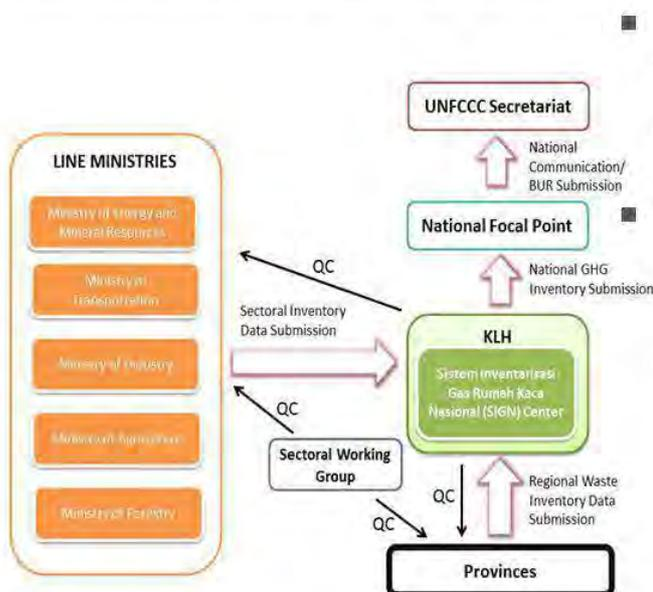 UNFCCC Secretariat
National
Communication/
BUR Submission
LINE MINISTRIES
Ministry of Energy and
Mineral Resources
Ministry of
Transportation
Ministry of Industry
Ministry of Agriculture
Ministry of Forestry
National Focal Point
National GHG
Inventory Submission
QC
Sectoral Inventory
Data Submission
KLH
Sistem Inventarisasi
Gas Rumah Kaca
Nasional (SIGN) Center
QC
Sectoral Working
Group
QC
QC
Regional Waste
Inventory Data
Submission
Provinces